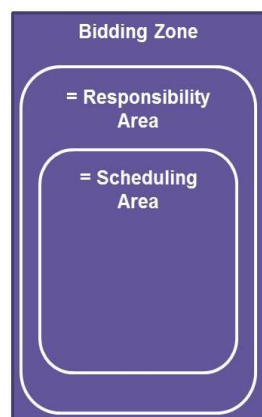 Bidding Zone
= Responsibility
Area
= Scheduling
Area